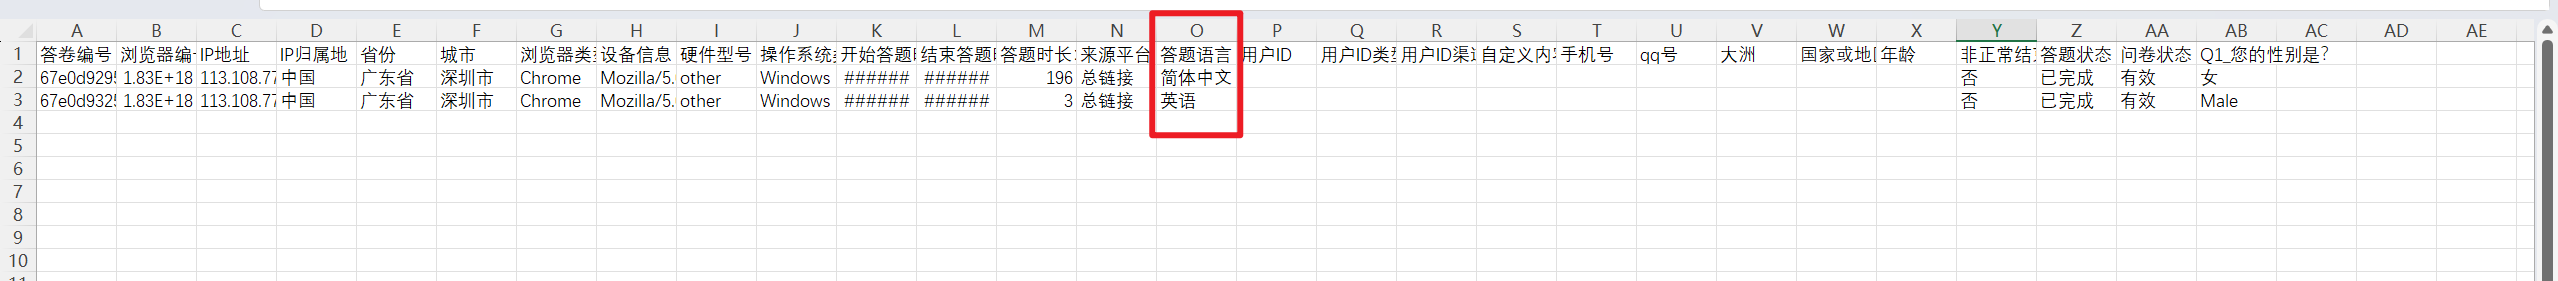 A B C D E F G H I J K L M N O P Q R S T U V W X Y Z AA AB AC AD AE
1 答卷编号 浏览器编 IP地址 IP归属地 省份 城市 浏览器类 设备信息 硬件型号 操作系统 开始答题 结束答题 答题时长 来源平台 答题语言 用户ID 用户ID类 用户ID渠 自定义内 手机号 qq号 大洲 国家或地 年龄 非正常结 答题状态 问卷状态 Q1_您的性别是?
2 67e0d929 1.83E+18 113.108.77 中国 广东省 深圳市 Chrome Mozilla/5. other Windows ###### ###### 196 总链接 简体中文 否 已完成 有效 女
3 67e0d932 1.83E+18 113.108.77 中国 广东省 深圳市 Chrome Mozilla/5. other Windows ###### ###### 3 总链接 英语 否 已完成 有效 Male
4
5
6
7
8
9
10